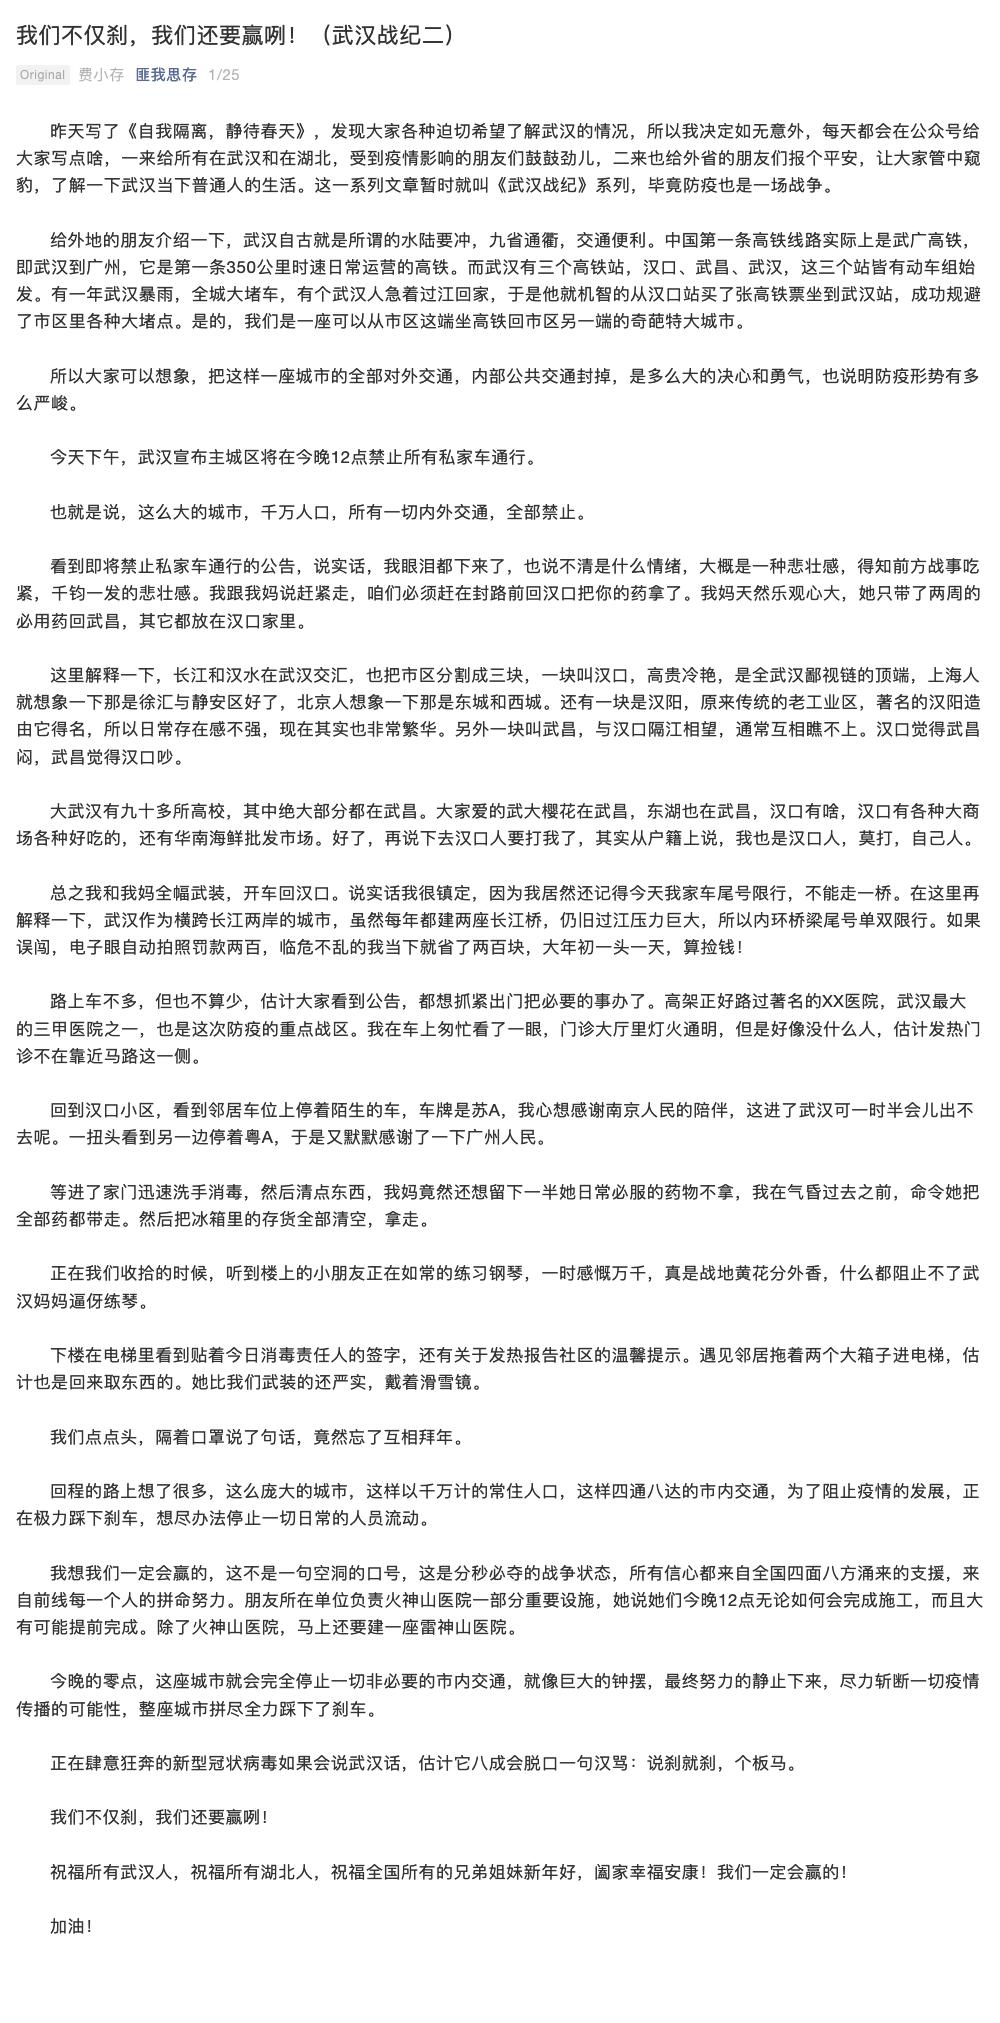 我们不仅刹，我们还要赢咧！（武汉战纪二）
Original 费小存 匪我思存 1/25
昨天写了《自我隔离，静待春天》，发现大家各种迫切希望了解武汉的情况，所以我决定如无意外，每天都会在公众号给
大家写点啥，一来给所有在武汉和在湖北，受到疫情影响的朋友们鼓鼓劲儿，二来也给外省的朋友们报个平安，让大家管中窥
豹，了解一下武汉当下普通人的生活。这一系列文章暂时就叫《武汉战纪》系列，毕竟防疫也是一场战争。
给外地的朋友介绍一下，武汉自古就是所谓的水陆要冲，九省通衢，交通便利。中国第一条高铁线路实际上是武广高铁，
即武汉到广州，它是第一条350公里时速日常运营的高铁。而武汉有三个高铁站，汉口、武昌、武汉，这三个站皆有动车组始
发。有一年武汉暴雨，全城大堵车，有个武汉人急着过江回家，于是他就机智的从汉口站买了张高铁票坐到武汉站，成功规避
了市区里各种大堵点。是的，我们是一座可以从市区这端坐高铁回市区另一端的奇葩特大城市。
所以大家可以想象，把这样一座城市的全部对外交通，内部公共交通封掉，是多么大的决心和勇气，也说明防疫形势有多
么严峻。
今天下午，武汉宣布主城区将在今晚12点禁止所有私家车通行。
也就是说，这么大的城市，千万人口，所有一切内外交通，全部禁止。
看到即将禁止私家车通行的公告，说实话，我眼泪都下来了，也说不清是什么情绪，大概是一种悲壮感，得知前方战事吃
紧，千钧一发的悲壮感。我跟我妈说赶紧走，咱们必须赶在封路前回汉口把你的药拿了。我妈天然乐观心大，她只带了两周的
必用药回武昌，其它都放在汉口家里。
这里解释一下，长江和汉水在武汉交汇，也把市区分割成三块，一块叫汉口，高贵冷艳，是全武汉鄙视链的顶端，上海人
就想象一下那是徐汇与静安区好了，北京人想象一下那是东城和西城。还有一块是汉阳，原来传统的老工业区，著名的汉阳造
由它得名，所以日常存在感不强，现在其实也非常繁华。另外一块叫武昌，与汉口隔江相望，通常互相瞧不上。汉口觉得武昌
闷，武昌觉得汉口吵。
大武汉有九十多所高校，其中绝大部分都在武昌。大家爱的武大樱花在武昌，东湖也在武昌，汉口有啥，汉口有各种大商
场各种好吃的，还有华南海鲜批发市场。好了，再说下去汉口人要打我了，其实从户籍上说，我也是汉口人，莫打，自己人。
总之我和我妈全幅武装，开车回汉口。说实话我很镇定，因为我居然还记得今天我家车尾号限行，不能走一桥。在这里再
解释一下，武汉作为横跨长江两岸的城市，虽然每年都建两座长江桥，仍旧过江压力巨大，所以内环桥梁尾号单双限行。如果
误闯，电子眼自动拍照罚款两百，临危不乱的我当下就省了两百块，大年初一头一天，算捡钱！
路上车不多，但也不算少，估计大家看到公告，都想抓紧出门把必要的事办了。高架正好路过著名的XX医院，武汉最大
的三甲医院之一，也是这次防疫的重点战区。我在车上匆忙看了一眼，门诊大厅里灯火通明，但是好像没什么人，估计发热门
诊不在靠近马路这一侧。
回到汉口小区，看到邻居车位上停着陌生的车，车牌是苏A，我心想感谢南京人民的陪伴，这进了武汉可一时半会儿出不
去呢。一扭头看到另一边停着粤A，于是又默默感谢了一下广州人民。
等进了家门迅速洗手消毒，然后清点东西，我妈竟然还想留下一半她日常必服的药物不拿，我在气昏过去之前，命令她把
全部药都带走。然后把冰箱里的存货全部清空，拿走。
正在我们收拾的时候，听到楼上的小朋友正在如常的练习钢琴，一时感慨万千，真是战地黄花分外香，什么都阻止不了武
汉妈妈逼伢练琴。
下楼在电梯里看到贴着今日消毒责任人的签字，还有关于发热报告社区的温馨提示。遇见邻居拖着两个大箱子进电梯，估
计也是回来取东西的。她比我们武装的还严实，戴着滑雪镜。
我们点点头，隔着口罩说了句话，竟然忘了互相拜年。
回程的路上想了很多，这么庞大的城市，这样以千万计的常住人口，这样四通八达的市内交通，为了阻止疫情的发展，正
在极力踩下刹车，想尽办法停止一切日常的人员流动。
我想我们一定会赢的，这不是一句空洞的口号，这是分秒必夺的战争状态，所有信心都来自全国四面八方涌来的支援，来
自前线每一个人的拼命努力。朋友所在单位负责火神山医院一部分重要设施，她说她们今晚12点无论如何会完成施工，而且大
有可能提前完成。除了火神山医院，马上还要建一座雷神山医院。
今晚的零点，这座城市就会完全停止一切非必要的市内交通，就像巨大的钟摆，最终努力的静止下来，尽力斩断一切疫情
传播的可能性，整座城市拼尽全力踩下了刹车。
正在肆意狂奔的新型冠状病毒如果会说武汉话，估计它八成会脱口一句汉骂：说刹就刹，个板马。
我们不仅刹，我们还要赢咧！
祝福所有武汉人，祝福所有湖北人，祝福全国所有的兄弟姐妹新年好，阖家幸福安康！我们一定会赢的！
加油！